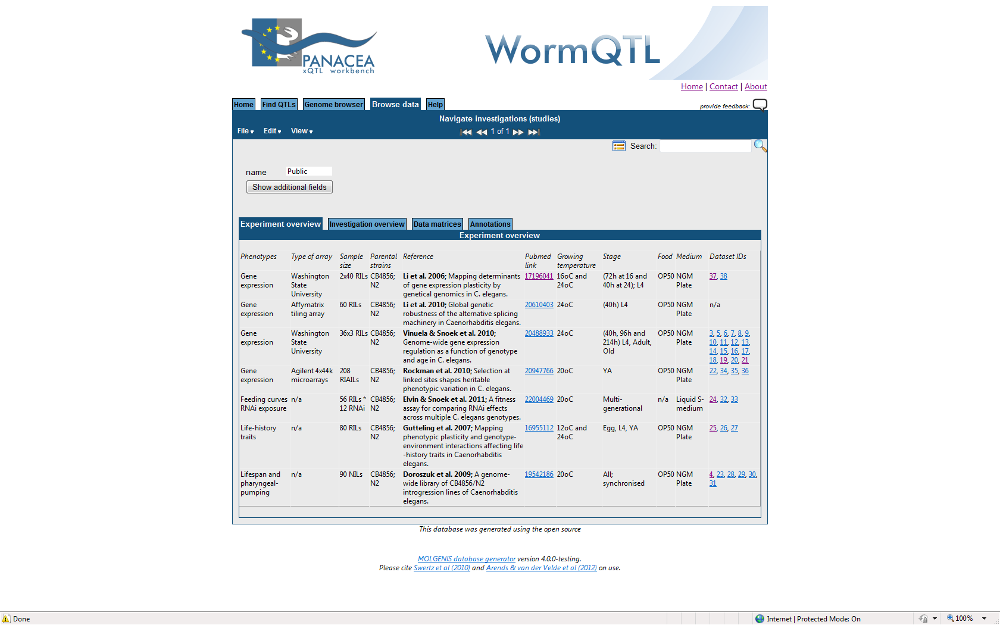 PANACEA
xQTL workbench
WormQTL
Home | Contact | About
Home Find QTLs Genome browser Browse data Help
provide feedback:
Navigate investigations (studies)
File Edit View
1 of 1
Search:
name Public
Show additional fields
Experiment overview Investigation overview Data matrices Annotations
Experiment overview
Phenotypes Type of array Sample Parental Reference Pubmed Growing Stage Food Medium Dataset IDs
size strains link temperature
Gene Washington 2x40 RILs CB4856; Li et al. 2006; Mapping determinants 17196041 16oC and (72h at 16 and OP50 NGM 37, 38
expression State N2 of gene expression plasticity by 24oC 40h at 24); L4 Plate
University genetical genomics in C. elegans.
Gene Affymatrix 60 RILs CB4856; Li et al. 2010; Global genetic 20610403 24oC (40h) L4 OP50 NGM n/a
expression tiling array N2 robustness of the alternative splicing Plate
machinery in Caenorhabditis elegans.
Gene Washington 36x3 RILs CB4856; Vinuela & Snoek et al. 2010; 20488933 24oC (40h, 96h and OP50 NGM 3, 5, 6, 7, 8, 9,
expression State N2 Genome-wide gene expression 214h) L4, Adult, Plate 10, 11, 12, 13,
University regulation as a function of genotype Old 14, 15, 16, 17,
and age in C. elegans. 18, 19, 20, 21
Gene Agilent 4x44k 208 CB4856; Rockman et al. 2010; Selection at 20947766 20oC YA OP50 NGM 22, 34, 35, 36
expression microarrays RIAILs N2 linked sites shapes heritable Plate
phenotypic variation in C. elegans.
Feeding curves n/a 56 RILs * CB4856; Elvin & Snoek et al. 2011; A fitness 22004469 20oC Multi- n/a Liquid S- 24, 32, 33
RNAi exposure 12 RNAi N2 assay for comparing RNAi effects generational medium
across multiple C. elegans genotypes.
Life-history n/a 80 RILs CB4856; Gutteling et al. 2007; Mapping 16955112 12oC and Egg, L4, YA OP50 NGM 25, 26, 27
traits N2 phenotypic plasticity and genotype- 24oC Plate
environment interactions affecting life
-history traits in Caenorhabditis
elegans.
Lifespan and n/a 90 NILs CB4856; Doroszuk et al. 2009; A genome- 19542186 20oC All; OP50 NGM 4, 23, 28, 29, 30,
pharyngeal- N2 wide library of CB4856/N2 synchronised Plate 31
pumping introgression lines of Caenorhabditis
elegans.
This database was generated using the open source
MOLGENIS database generator version 4.0.0-testing.
Please cite Swertz et al (2010) and Arends & van der Velde et al (2012) on use.
Done Internet | Protected Mode: On 100%